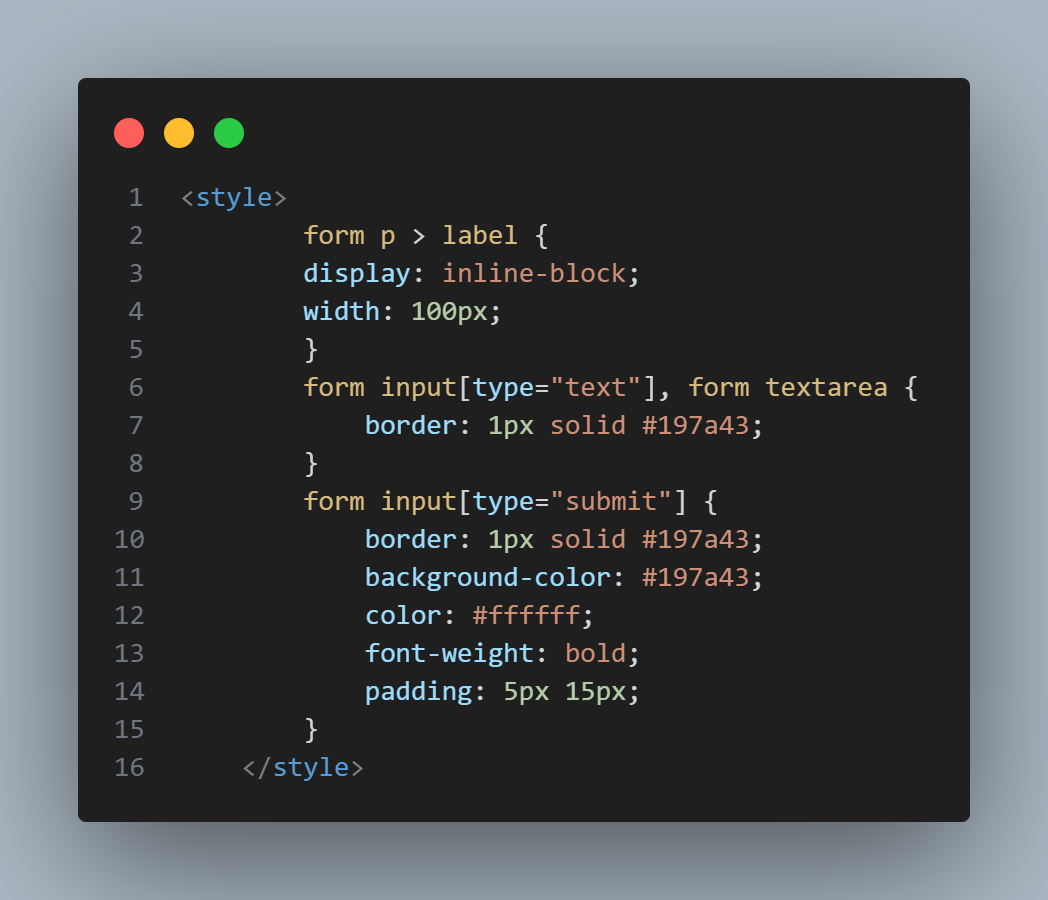 1 <style>
2 form p > label {
3 display: inline-block;
4 width: 100px;
5 }
6 form input[type="text"], form textarea {
7 border: 1px solid #197a43;
8 }
9 form input[type="submit"] {
10 border: 1px solid #197a43;
11 background-color: #197a43;
12 color: #ffffff;
13 font-weight: bold;
14 padding: 5px 15px;
15 }
16 </style>